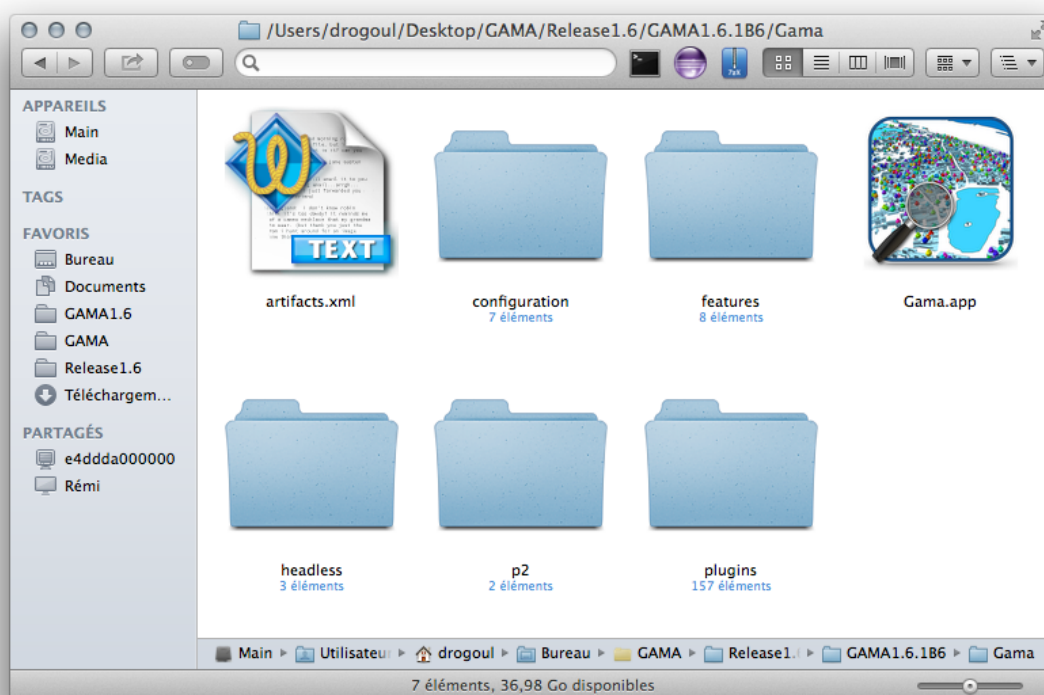 /Users/drogoul/Desktop/GAMA/Release1.6/GAMA1.6.1B6/Gama
APPAREILS
Main
Media
TAGS
FAVORIS
Bureau
Documents
GAMA1.6
GAMA
Release1.6
Téléchargem...
PARTAGÉS
e4ddda000000
Rémi
TEXT
artifacts.xml
configuration
7 éléments
features
8 éléments
Gama.app
headless
3 éléments
p2
2 éléments
plugins
157 éléments
Main Utilisateu drogoul Bureau GAMA Release1. GAMA1.6.1B6 Gama
7 éléments, 36,98 Go disponibles